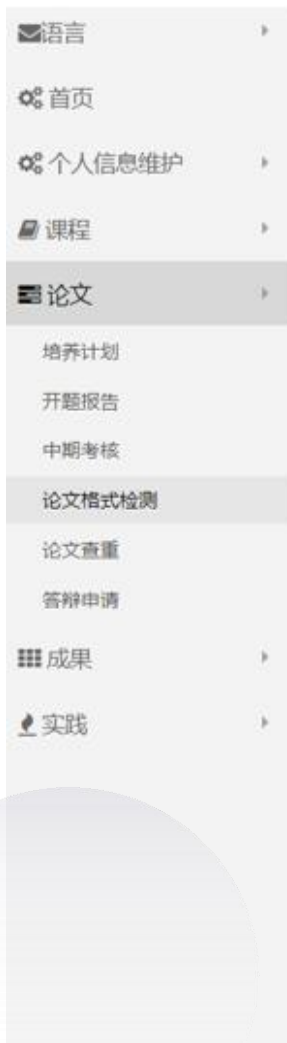 语言
首页
个人信息维护
课程
论文
培养计划
开题报告
中期考核
论文格式检测
论文查重
答辩申请
成果
实践